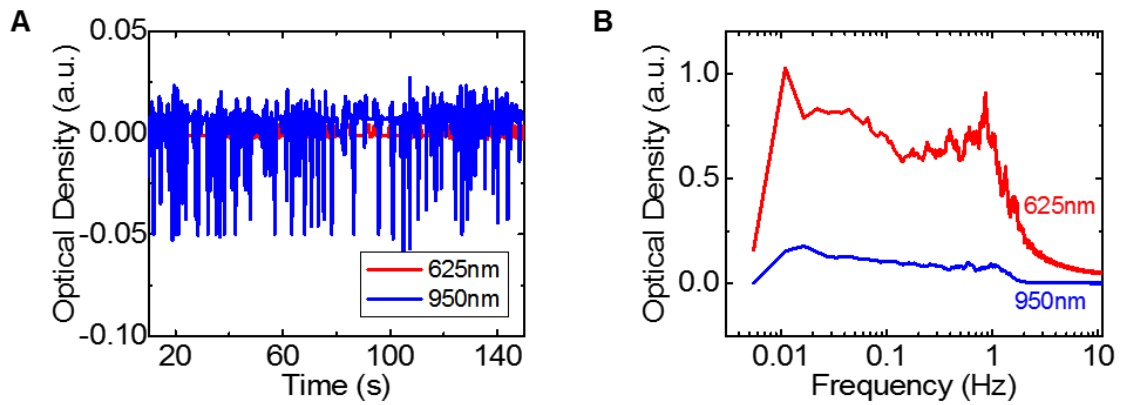 A
Optical Density (a.u.)
0.05
0.00
-0.05
-0.10
625nm
950nm
20
60
100
140
Time (s)
B
Optical Density (a.u.)
1.0
0.5
0.0
625nm
950nm
0.01
0.1
1
10
Frequency (Hz)